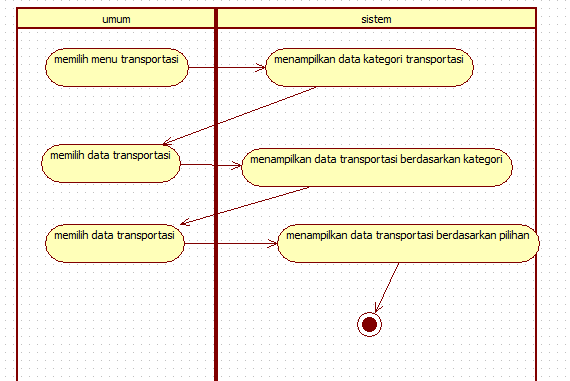 umum
sistem
memilih menu transportasi
menampilkan data kategori transportasi
memilih data transportasi
menampilkan data transportasi berdasarkan kategori
memilih data transportasi
menampilkan data transportasi berdasarkan pilihan